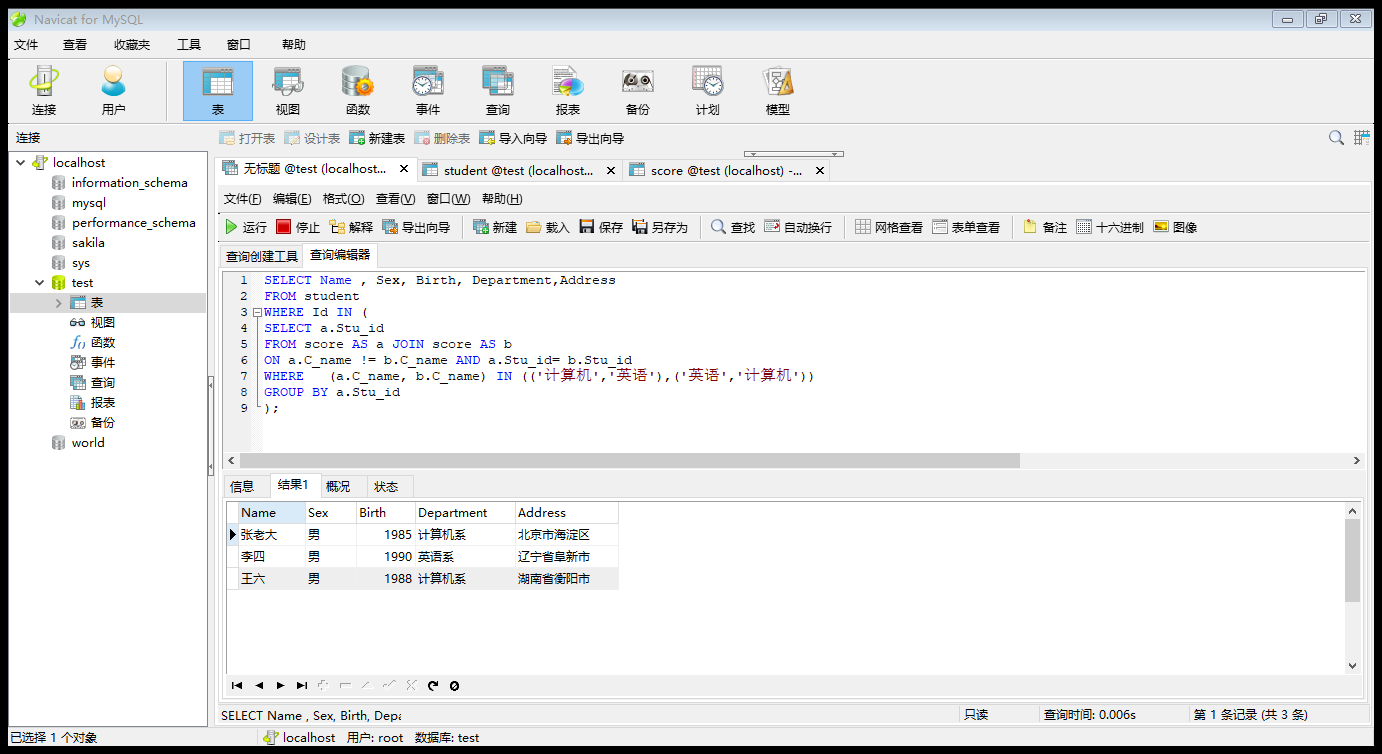 Navicat for MySQL
文件 查看 收藏夹 工具 窗口 帮助
连接 用户 表 视图 函数 事件 查询 报表 备份 计划 模型
连接
打开表 设计表 新建表 删除表 导入向导 导出向导
localhost
information_schema
mysql
performance_schema
sakila
sys
test
表
视图
函数
事件
查询
报表
备份
world
无标题 @test (localhost... student @test (localhost... score @test (localhost) -...
文件(F) 编辑(E) 格式(O) 查看(V) 窗口(W) 帮助(H)
运行 停止 解释 导出向导 新建 载入 保存 另存为 查找 自动换行 网格查看 表单查看 备注 十六进制 图像
查询创建工具 查询编辑器
1 SELECT Name , Sex, Birth, Department,Address
2 FROM student
3 WHERE Id IN (
4 SELECT a.Stu_id
5 FROM score AS a JOIN score AS b
6 ON a.C_name != b.C_name AND a.Stu_id= b.Stu_id
7 WHERE (a.C_name, b.C_name) IN (('计算机','英语'),('英语','计算机'))
8 GROUP BY a.Stu_id
9 );
信息 结果1 概况 状态
Name Sex Birth Department Address
张老大 男 1985 计算机系 北京市海淀区
李四 男 1990 英语系 辽宁省阜新市
王六 男 1988 计算机系 湖南省衡阳市
SELECT Name , Sex, Birth, Depa 只读 查询时间: 0.006s 第 1 条记录 (共 3 条)
已选择 1 个对象 localhost 用户: root 数据库: test